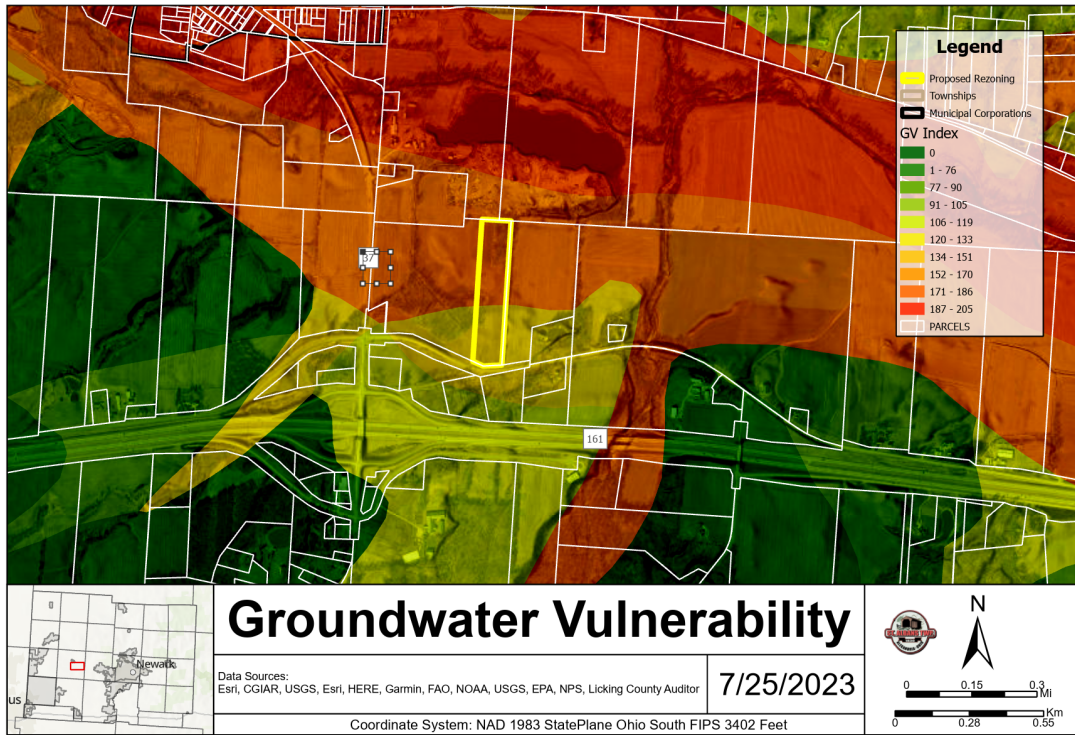 Legend
Proposed Rezoning
Townships
Municipal Corporations
GV Index
0
1 - 76
77 - 90
91 - 105
106 - 119
120 - 133
134 - 151
152 - 170
171 - 186
187 - 205
PARCELS
37
161
Newark
us
Groundwater Vulnerability
Data Sources:
Esri, CGIAR, USGS, Esri, HERE, Garmin, FAO, NOAA, USGS, EPA, NPS, Licking County Auditor
7/25/2023
Coordinate System: NAD 1983 StatePlane Ohio South FIPS 3402 Feet
N
0 0.15 0.3
Mi
Km
0 0.28 0.55